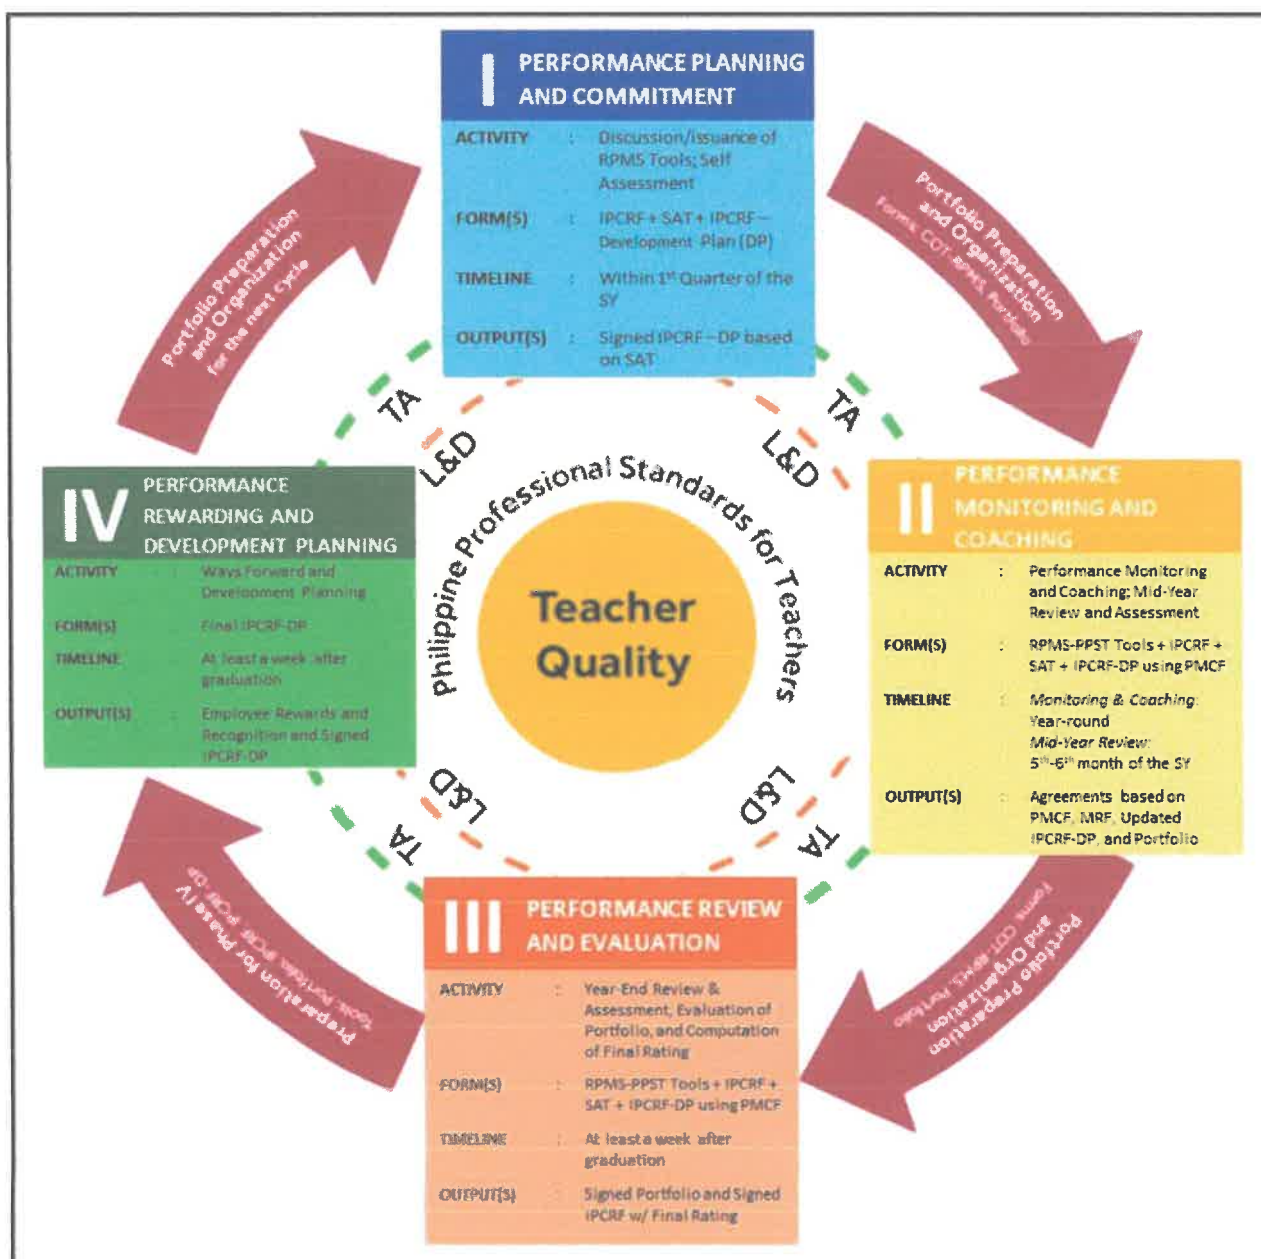 I
PERFORMANCE PLANNING
AND COMMITMENT
ACTIVITY : Discussion/Issuance of
RPMS Tools; Self
Assessment
FORM(S) : IPCRF + SAT + IPCRF –
Development Plan (DP)
TIMELINE : Within 1st Quarter of the
SY
OUTPUT(S) : Signed IPCRF – DP based
on SAT
Portfolio Preparation
and Organization
Forms, COT-RPMS, Portfolio
II
PERFORMANCE
MONITORING AND
COACHING
ACTIVITY : Performance Monitoring
and Coaching; Mid-Year
Review and Assessment
FORM(S) : RPMS-PPST Tools + IPCRF +
SAT + IPCRF-DP using PMCF
TIMELINE : Monitoring & Coaching:
Year-round
Mid-Year Review:
5th-6th month of the SY
OUTPUT(S) : Agreements based on
PMCF, MRF, Updated
IPCRF-DP, and Portfolio
Portfolio Preparation
and Organization
Forms, COT-RPMS, Portfolio
III
PERFORMANCE REVIEW
AND EVALUATION
ACTIVITY : Year-End Review &
Assessment, Evaluation of
Portfolio, and Computation
of Final Rating
FORM(S) : RPMS-PPST Tools + IPCRF +
SAT + IPCRF-DP using PMCF
TIMELINE : At least a week after
graduation
OUTPUT(S) : Signed Portfolio and Signed
IPCRF w/ Final Rating
Preparation for Phase IV
Tools, Portfolio, IPCRF, IPCRF-DP
IV
PERFORMANCE
REWARDING AND
DEVELOPMENT PLANNING
ACTIVITY : Ways Forward and
Development Planning
FORM(S) : Final IPCRF-DP
TIMELINE : At least a week after
graduation
OUTPUT(S) : Employee Rewards and
Recognition and Signed
IPCRF-DP
Portfolio Preparation
and Organization
for the next cycle
TA
L&D
TA
L&D
L&D
TA
L&D
TA
Philippine Professional Standards for Teachers
Teacher
Quality